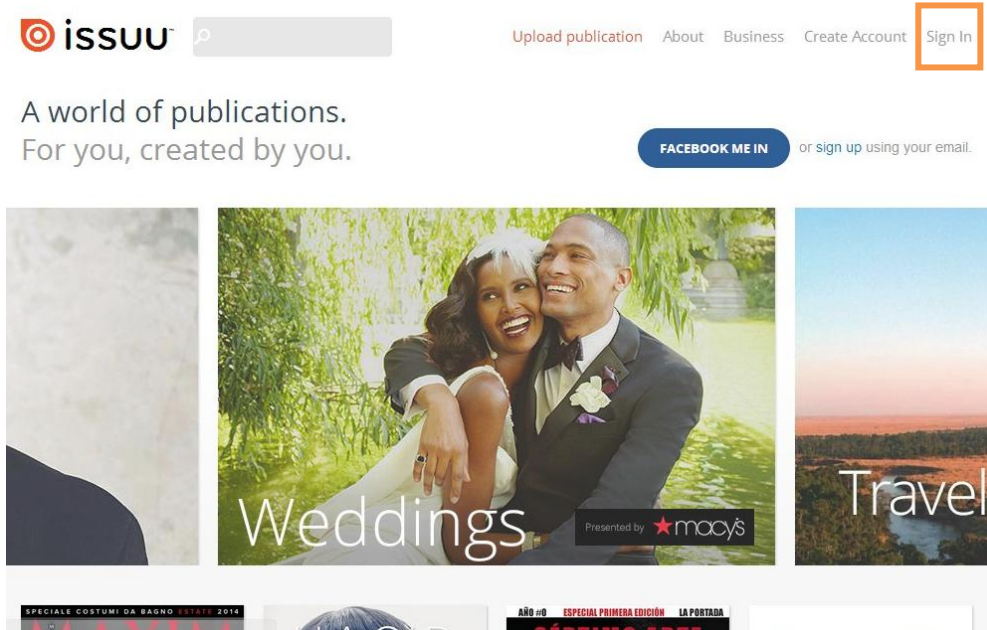 issuu
Upload publication About Business Create Account Sign In
A world of publications.
For you, created by you.
FACEBOOK ME IN or sign up using your email.
Weddings
Presented by macy's
Travel
SPECIALE COSTUMI DA BAGNO ESTATE 2014
AÑO #0 ESPECIAL PRIMERA EDICIÓN LA PORTADA